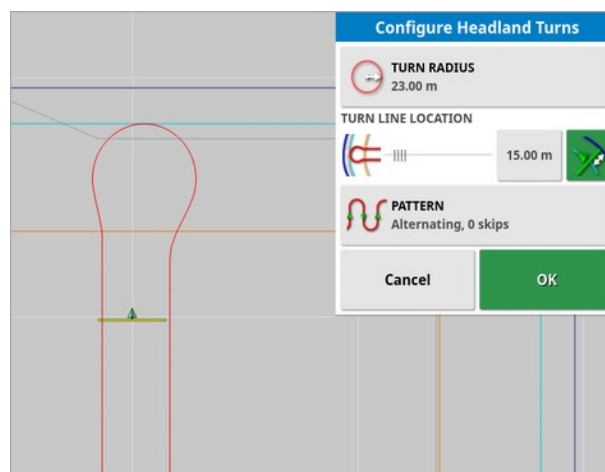 Configure Headland Turns
TURN RADIUS
23.00 m
TURN LINE LOCATION
15.00 m
PATTERN
Alternating, 0 skips
Cancel
OK